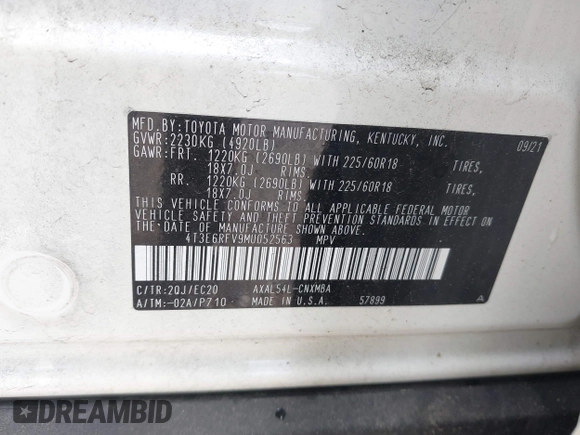 MFD.BY:TOYOTA MOTOR MANUFACTURING, KENTUCKY, INC. 09/21
GVWR:2230KG (4920LB)
GAWR:FRT. 1220KG (2690LB) WITH 225/60R18 TIRES,
18X7.0J RIMS,
RR. 1220KG (2690LB) WITH 225/60R18 TIRES,
18X7.0J RIMS.
THIS VEHICLE CONFORMS TO ALL APPLICABLE FEDERAL MOTOR
VEHICLE SAFETY AND BUMPER STANDARDS IN EFFECT ON
THE DATE OF MANUFACTURE SHOWN ABOVE.
4T3E6RFV9MU052563 MPV
C/TR:2QJ/EC20 AXAL54L-CNXMBA
A/TM:-02A/P710 MADE IN U.S.A. 57899 A
DREAMBID